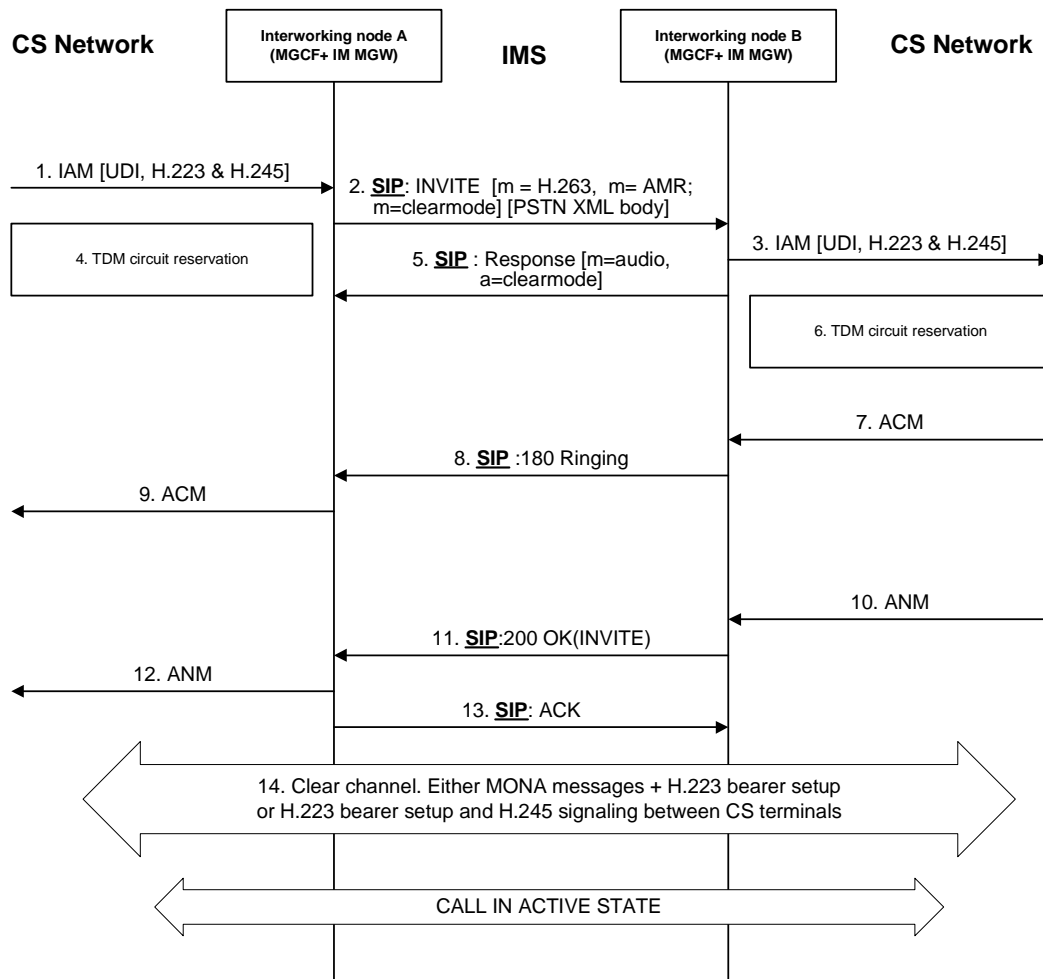 CS Network
Interworking node A
(MGCF+ IM MGW)
IMS
Interworking node B
(MGCF+ IM MGW)
CS Network
1. IAM [UDI, H.223 & H.245]
2. SIP: INVITE [m = H.263, m= AMR;
m=clearmode] [PSTN XML body]
3. IAM [UDI, H.223 & H.245]
4. TDM circuit reservation
5. SIP : Response [m=audio,
a=clearmode]
6. TDM circuit reservation
7. ACM
8. SIP :180 Ringing
9. ACM
10. ANM
11. SIP:200 OK(INVITE)
12. ANM
13. SIP: ACK
14. Clear channel. Either MONA messages + H.223 bearer setup
or H.223 bearer setup and H.245 signaling between CS terminals
CALL IN ACTIVE STATE